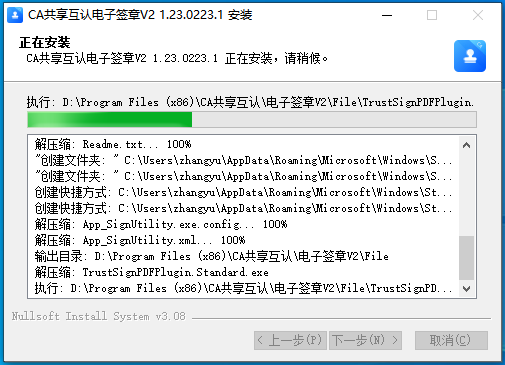 CA共享互认电子签章V2 1.23.0223.1 安装
正在安装
CA共享互认电子签章V2 1.23.0223.1 正在安装，请稍候。
执行: D:\Program Files (x86)\CA共享互认\电子签章V2\File\TrustSignPDFPlugin.
解压缩: Readme.txt... 100%
"创建文件夹: " C:\Users\zhangyu\AppData\Roaming\Microsoft\Windows\S...
"创建文件夹: " C:\Users\zhangyu\AppData\Roaming\Microsoft\Windows\S...
创建快捷方式: C:\Users\zhangyu\AppData\Roaming\Microsoft\Windows\St...
创建快捷方式: C:\Users\zhangyu\AppData\Roaming\Microsoft\Windows\St...
解压缩: App_SignUtility.exe.config... 100%
解压缩: App_SignUtility.xml... 100%
输出目录: D:\Program Files (x86)\CA共享互认\电子签章V2\File
解压缩: TrustSignPDFPlugin.Standard.exe
执行: D:\Program Files (x86)\CA共享互认\电子签章V2\File\TrustSignPD...
Nullsoft Install System v3.08
< 上一步(P) 下一步(N) > 取消(C)